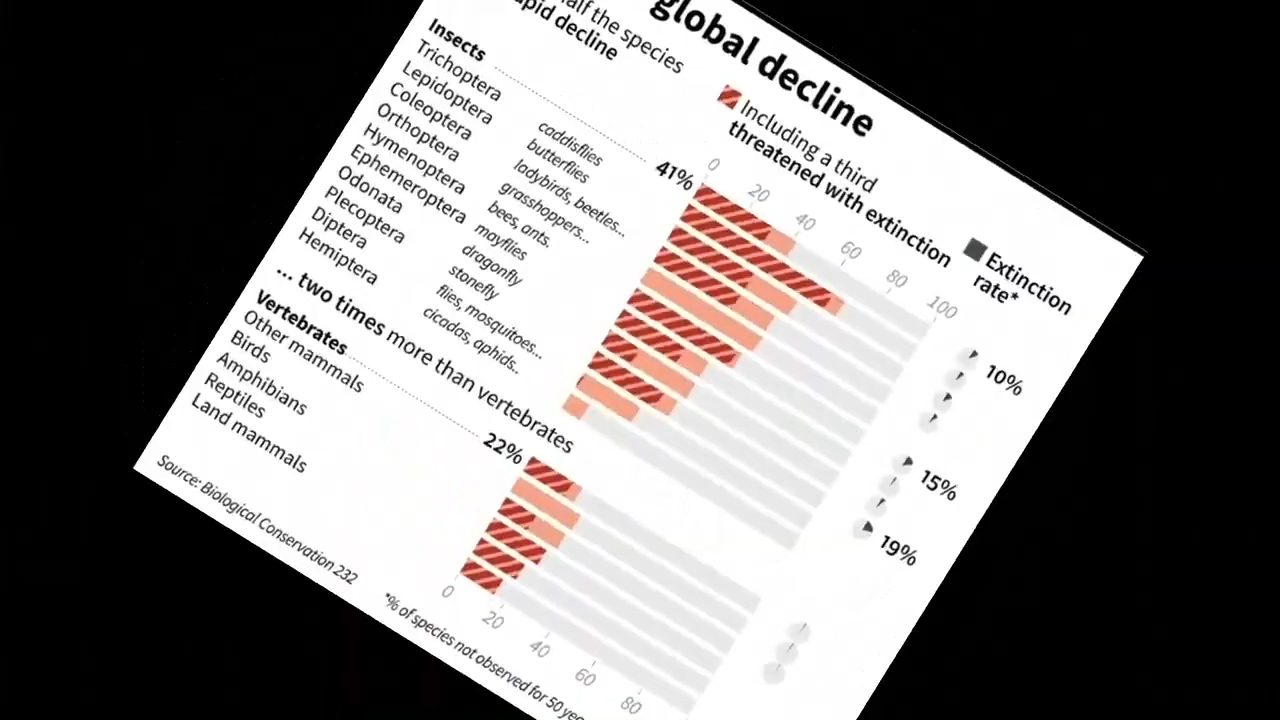 global decline
half the species
rapid decline
Including a third
threatened with extinction
Extinction
rate*
Insects
41%
0 20 40 60 80 100
Trichoptera caddisflies
Lepidoptera butterflies
Coleoptera ladybirds, beetles...
Orthoptera grasshoppers...
Hymenoptera bees, ants.
Ephemeroptera mayflies
Odonata dragonfly
Plecoptera stonefly
Diptera flies, mosquitoes...
Hemiptera cicadas, aphids..
10%
15%
19%
... two times more than vertebrates
Vertebrates
22%
Other mammals
Birds
Amphibians
Reptiles
Land mammals
0 20 40 60 80
Source: Biological Conservation 232
*% of species not observed for 50